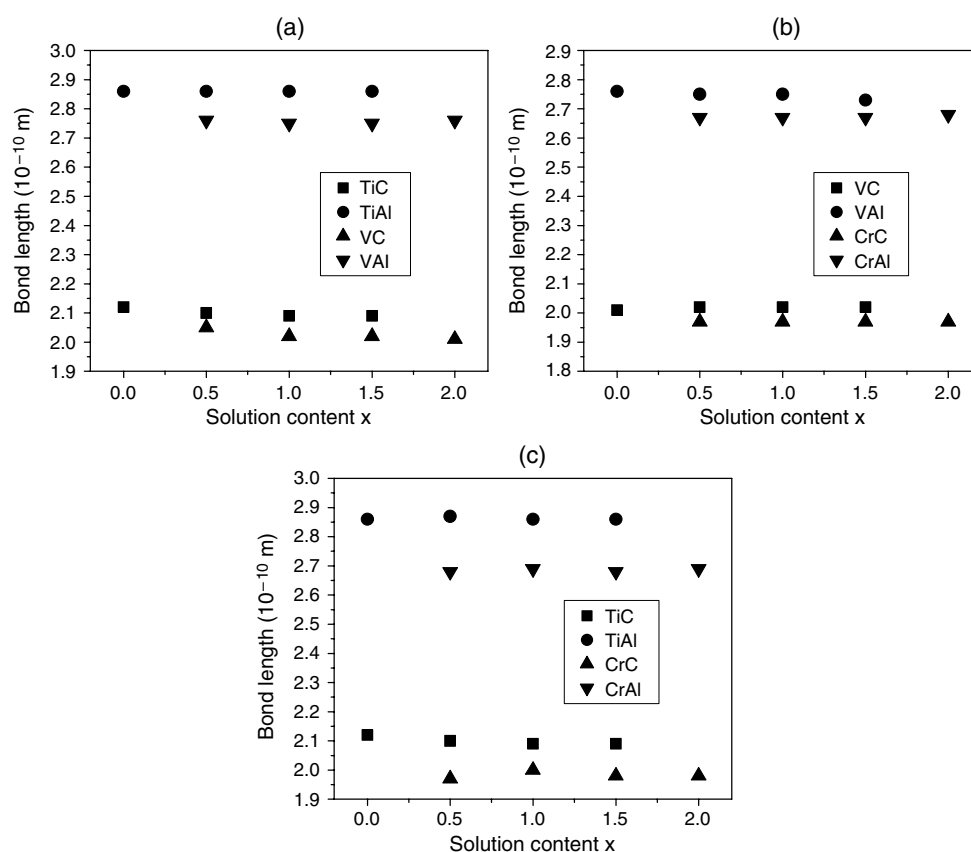 (a)
3.0
2.9
2.8
2.7
2.6
2.5
2.4
2.3
2.2
2.1
2.0
1.9
Bond length (10⁻¹⁰ m)
TiC
TiAl
VC
VAl
0.0 0.5 1.0 1.5 2.0
Solution content x
(b)
2.9
2.8
2.7
2.6
2.5
2.4
2.3
2.2
2.1
2.0
1.9
1.8
Bond length (10⁻¹⁰ m)
VC
VAl
CrC
CrAl
0.0 0.5 1.0 1.5 2.0
Solution content x
(c)
3.0
2.9
2.8
2.7
2.6
2.5
2.4
2.3
2.2
2.1
2.0
1.9
Bond length (10⁻¹⁰ m)
TiC
TiAl
CrC
CrAl
0.0 0.5 1.0 1.5 2.0
Solution content x